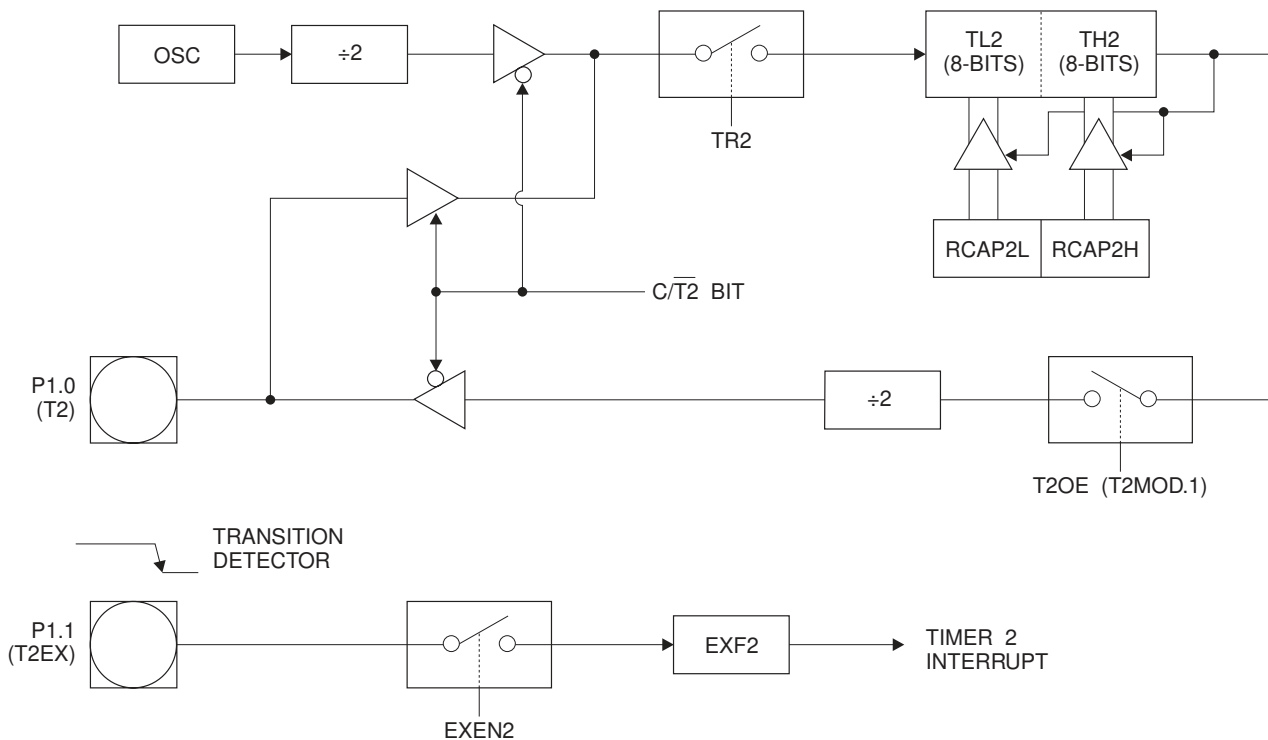 OSC
÷2
TR2
TL2
(8-BITS)
TH2
(8-BITS)
RCAP2L
RCAP2H
C/T̅2̅ BIT
P1.0
(T2)
÷2
T2OE (T2MOD.1)
TRANSITION
DETECTOR
P1.1
(T2EX)
EXEN2
EXF2
TIMER 2
INTERRUPT